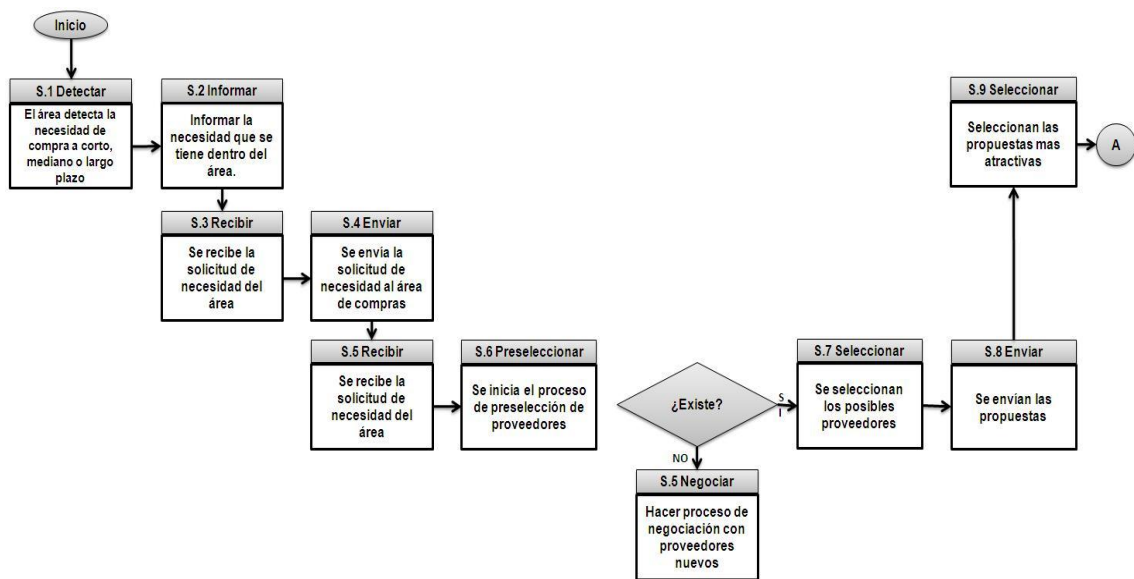 Inicio
S.1 Detectar
El área detecta la
necesidad de
compra a corto,
mediano o largo
plazo
S.2 Informar
Informar la
necesidad que se
tiene dentro del
área.
S.3 Recibir
Se recibe la
solicitud de
necesidad del
área
S.4 Enviar
Se envía la
solicitud de
necesidad al área
de compras
S.5 Recibir
Se recibe la
solicitud de
necesidad del
área
S.6 Preseleccionar
Se inicia el proceso
de preselección de
proveedores
¿Existe?
S
I
NO
S.5 Negociar
Hacer proceso de
negociación con
proveedores
nuevos
S.7 Seleccionar
Se seleccionan
los posibles
proveedores
S.8 Enviar
Se envían las
propuestas
S.9 Seleccionar
Seleccionan las
propuestas mas
atractivas
A